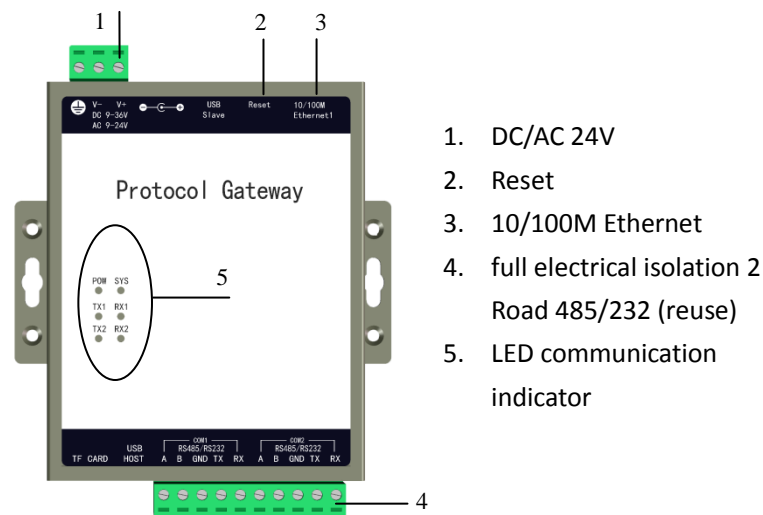 1 2 3
V- V+ USB Reset 10/100M
DC 9-36V Slave Ethernet1
AC 9-24V
Protocol Gateway
5
POW SYS
TX1 RX1
TX2 RX2
COM1 COM2
USB RS485/RS232 RS485/RS232
TF CARD HOST A B GND TX RX A B GND TX RX
4
1. DC/AC 24V
2. Reset
3. 10/100M Ethernet
4. full electrical isolation 2
Road 485/232 (reuse)
5. LED communication
indicator